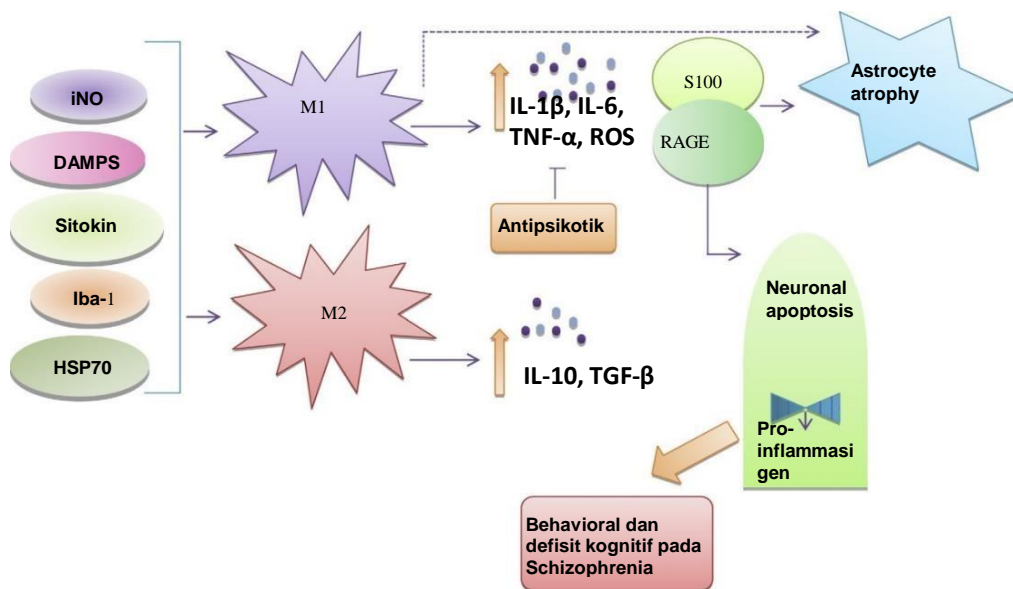 iNO
DAMPS
Sitokin
Iba-1
HSP70
M1
M2
IL-1β, IL-6,
TNF-α, ROS
Antipsikotik
IL-10, TGF-β
S100
RAGE
Astrocyte
atrophy
Neuronal
apoptosis
Pro-
inflammasi
gen
Behavioral dan
defisit kognitif pada
Schizophrenia